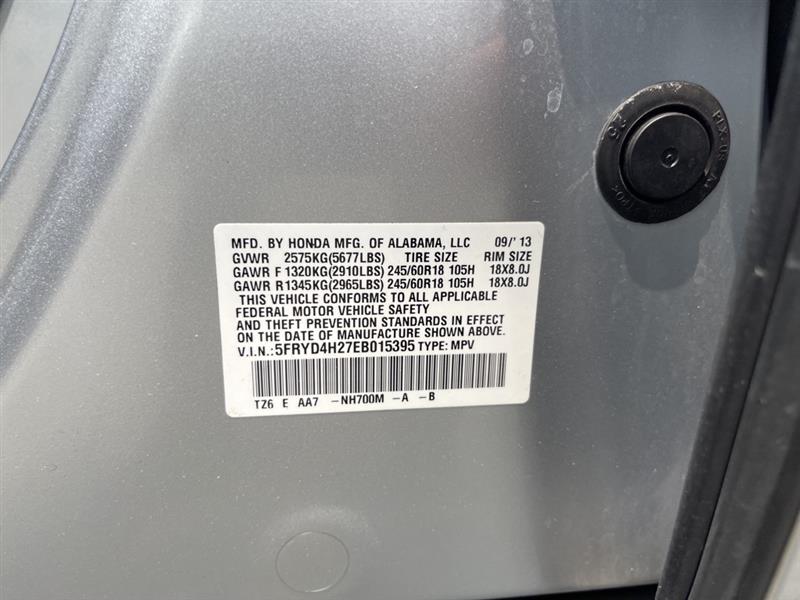 MFD. BY HONDA MFG. OF ALABAMA, LLC 09/'13
GVWR 2575KG(5677LBS) TIRE SIZE RIM SIZE
GAWR F 1320KG(2910LBS) 245/60R18 105H 18X8.0J
GAWR R1345KG(2965LBS) 245/60R18 105H 18X8.0J
THIS VEHICLE CONFORMS TO ALL APPLICABLE
FEDERAL MOTOR VEHICLE SAFETY
AND THEFT PREVENTION STANDARDS IN EFFECT
ON THE DATE OF MANUFACTURE SHOWN ABOVE.
V.I.N.:5FRYD4H27EB015395 TYPE: MPV
TZ6 E AA7 -NH700M -A -B